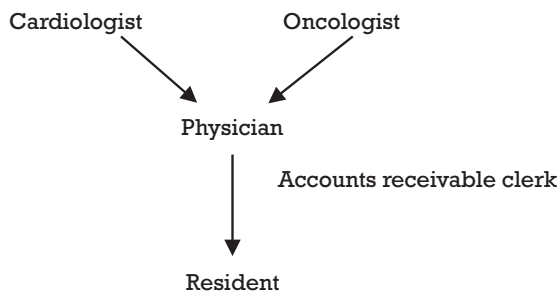 Cardiologist Oncologist
Physician
Accounts receivable clerk
Resident